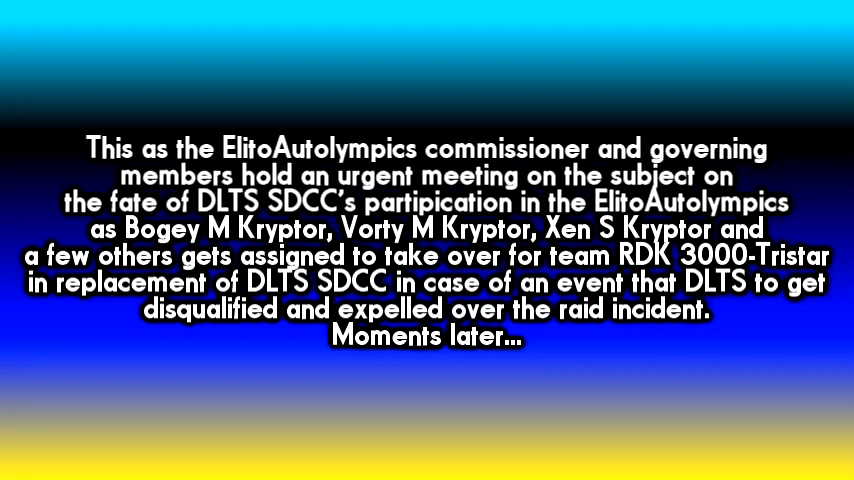 This as the ElitoAutolympics commissioner and governing
members hold an urgent meeting on the subject on
the fate of DLTS SDCC's partipication in the ElitoAutolympics
as Bogey M Kryptor, Vorty M Kryptor, Xen S Kryptor and
a few others gets assigned to take over for team RDK 3000-Tristar
in replacement of DLTS SDCC in case of an event that DLTS to get
disqualified and expelled over the raid incident.
Moments later...